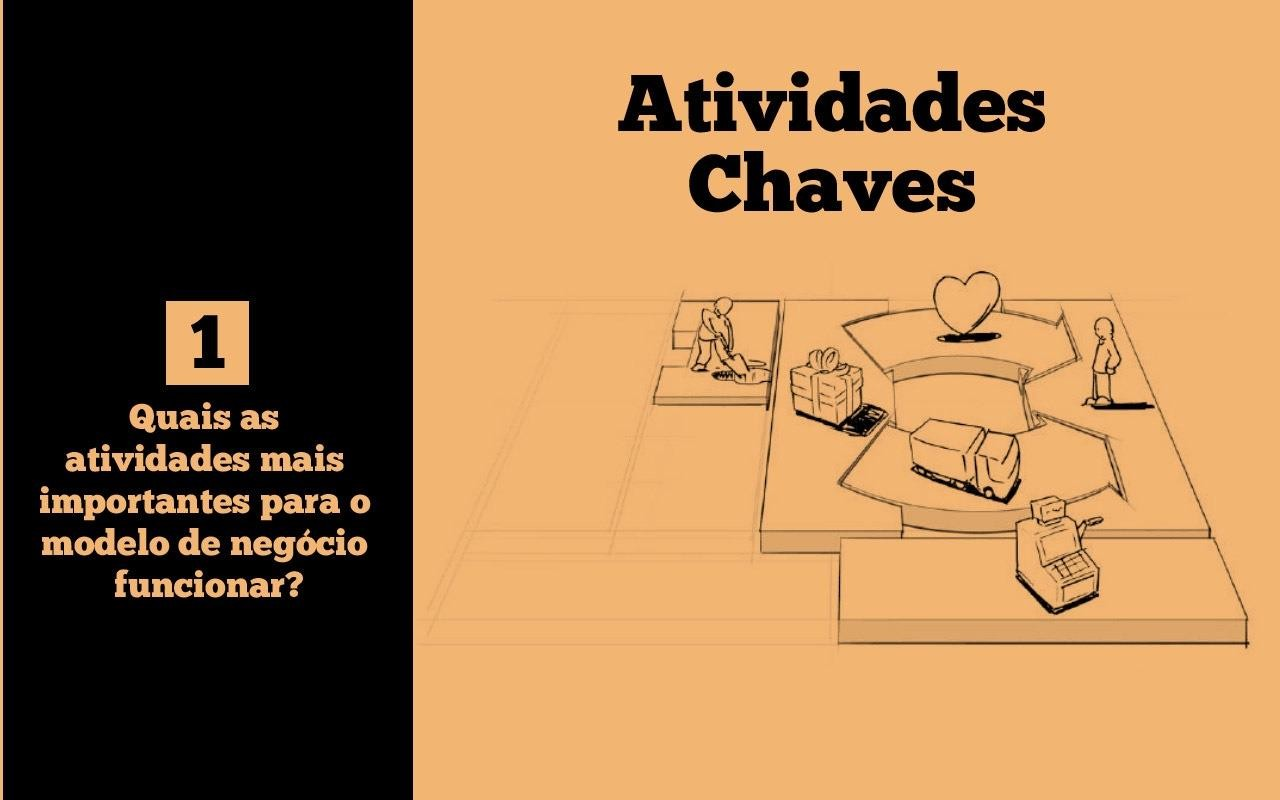 Atividades
Chaves
1
Quais as
atividades mais
importantes para o
modelo de negócio
funcionar?